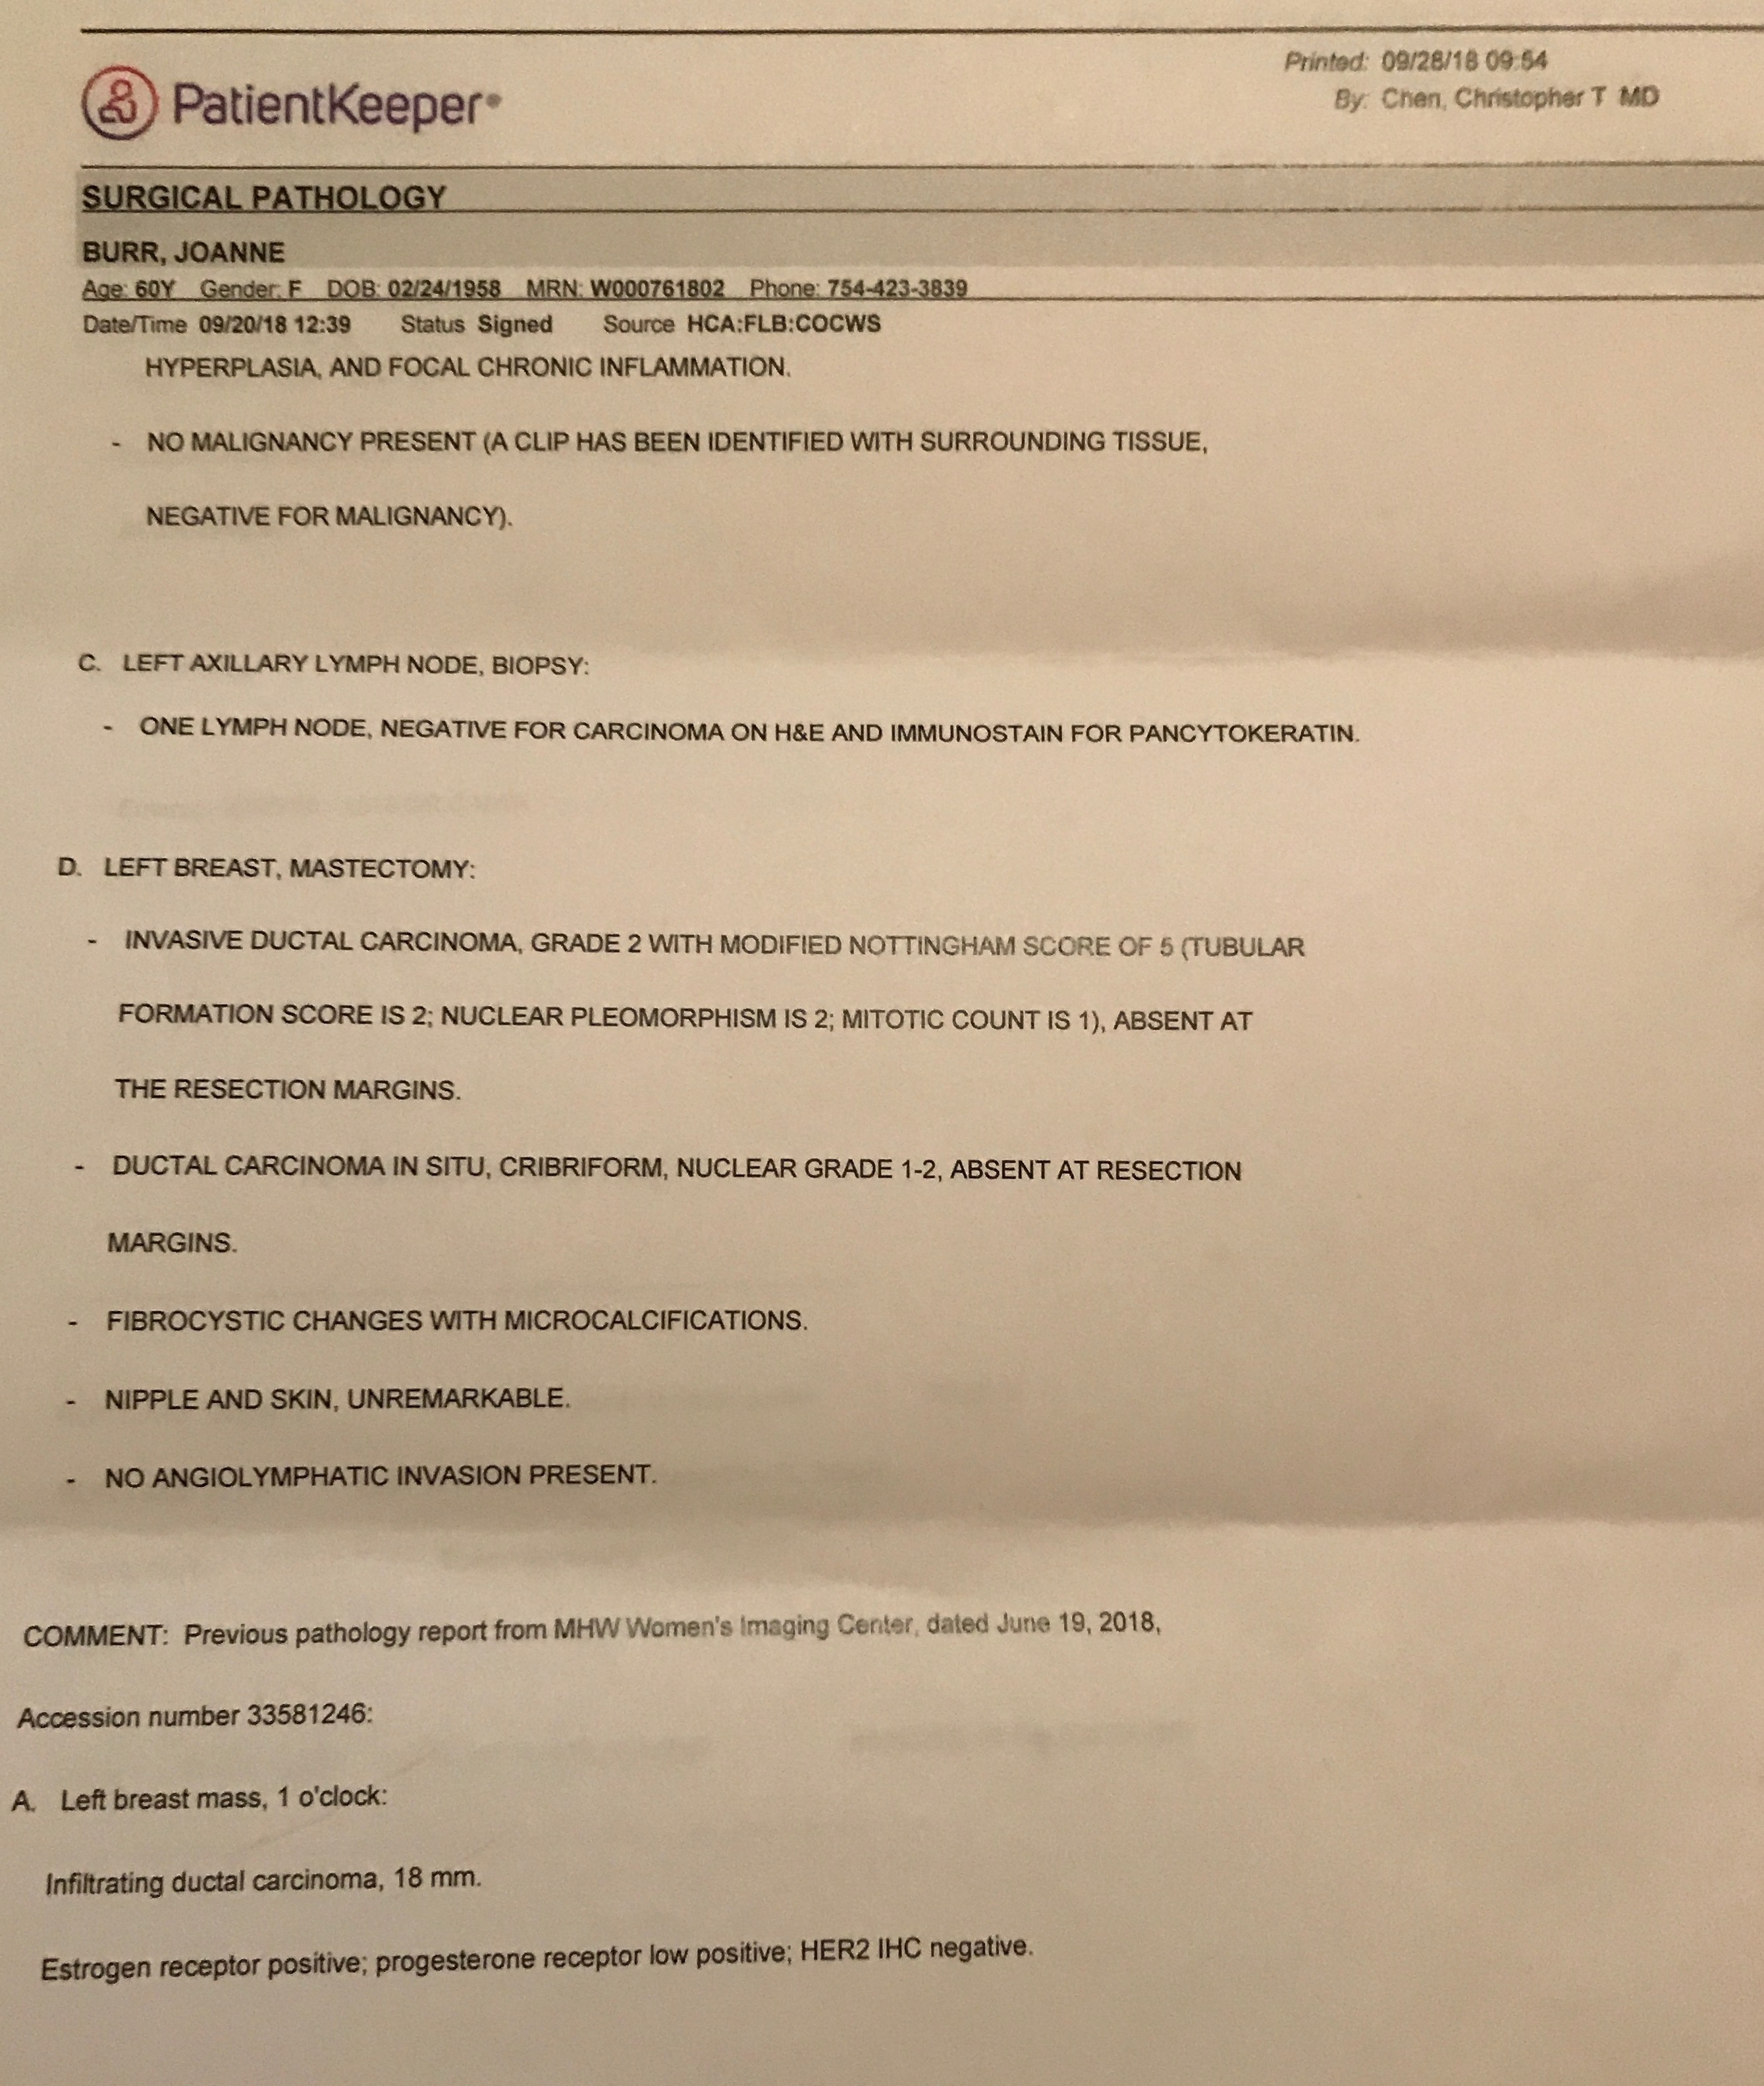 Printed: 09/28/18 09:54
By: Chen, Christopher T MD
PatientKeeper
SURGICAL PATHOLOGY
BURR, JOANNE
Age: 60Y Gender: F DOB: 02/24/1958 MRN: W000761802 Phone: 754-423-3839
Date/Time 09/20/18 12:39 Status Signed Source HCA:FLB:COCWS
HYPERPLASIA, AND FOCAL CHRONIC INFLAMMATION.
- NO MALIGNANCY PRESENT (A CLIP HAS BEEN IDENTIFIED WITH SURROUNDING TISSUE,
NEGATIVE FOR MALIGNANCY).
C. LEFT AXILLARY LYMPH NODE, BIOPSY:
- ONE LYMPH NODE, NEGATIVE FOR CARCINOMA ON H&E AND IMMUNOSTAIN FOR PANCYTOKERATIN.
D. LEFT BREAST, MASTECTOMY:
- INVASIVE DUCTAL CARCINOMA, GRADE 2 WITH MODIFIED NOTTINGHAM SCORE OF 5 (TUBULAR
FORMATION SCORE IS 2; NUCLEAR PLEOMORPHISM IS 2; MITOTIC COUNT IS 1), ABSENT AT
THE RESECTION MARGINS.
- DUCTAL CARCINOMA IN SITU, CRIBRIFORM, NUCLEAR GRADE 1-2, ABSENT AT RESECTION
MARGINS.
- FIBROCYSTIC CHANGES WITH MICROCALCIFICATIONS.
- NIPPLE AND SKIN, UNREMARKABLE.
- NO ANGIOLYMPHATIC INVASION PRESENT.
COMMENT: Previous pathology report from MHW Women's Imaging Center, dated June 19, 2018,
Accession number 33581246:
A. Left breast mass, 1 o'clock:
Infiltrating ductal carcinoma, 18 mm.
Estrogen receptor positive; progesterone receptor low positive; HER2 IHC negative.